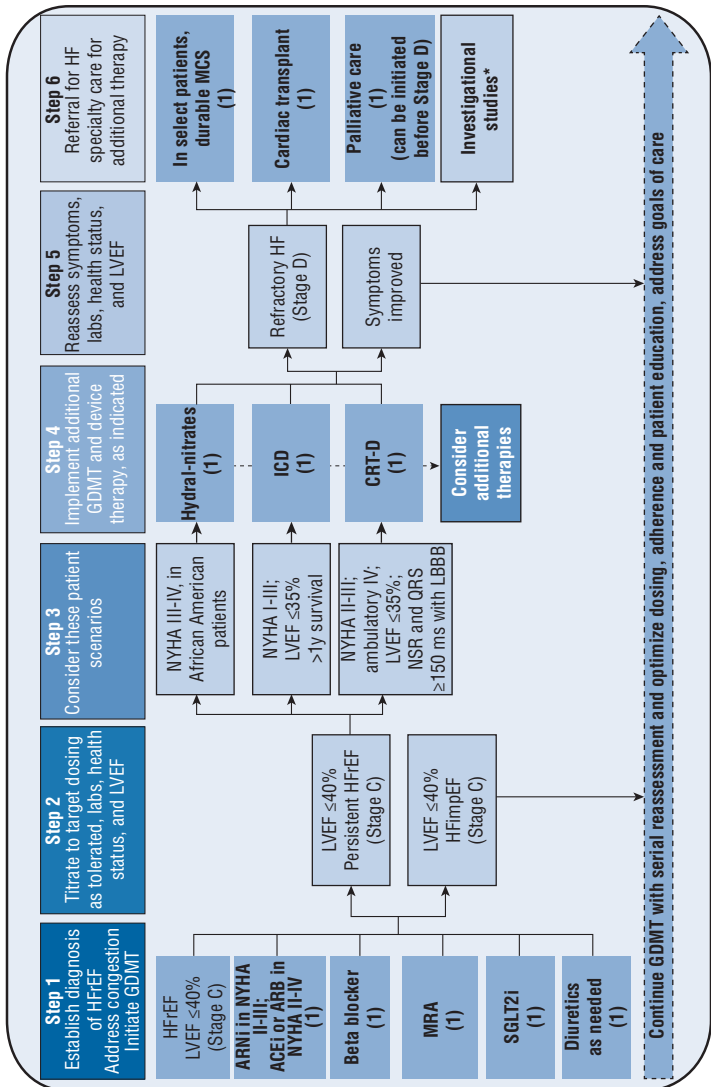 Step 1
Establish diagnosis
of HFrEF
Address congestion
Initiate GDMT
HFrEF
LVEF ≤40%
(Stage C)
ARNi in NYHA
II-III;
ACEi or ARB in
NYHA II-IV
(1)
Beta blocker
(1)
MRA
(1)
SGLT2i
(1)
Diuretics
as needed
(1)
Step 2
Titrate to target dosing
as tolerated, labs, health
status, and LVEF
LVEF ≤40%
Persistent HFrEF
(Stage C)
LVEF ≤40%
HFimpEF
(Stage C)
Step 3
Consider these patient
scenarios
NYHA III-IV, in
African American
patients
NYHA I-III;
LVEF ≤35%
>1y survival
NYHA II-III;
ambulatory IV;
LVEF ≤35%;
NSR and QRS
≥150 ms with LBBB
Step 4
Implement additional
GDMT and device
therapy, as indicated
Hydral-nitrates
(1)
ICD
(1)
CRT-D
(1)
Consider
additional
therapies
Step 5
Reassess symptoms,
labs, health status,
and LVEF
Refractory HF
(Stage D)
Symptoms
improved
Step 6
Referral for HF
specialty care for
additional therapy
In select patients,
durable MCS
(1)
Cardiac transplant
(1)
Palliative care
(1)
(can be initiated
before Stage D)
Investigational
studies*
Continue GDMT with serial reassessment and optimize dosing, adherence and patient education, address goals of care